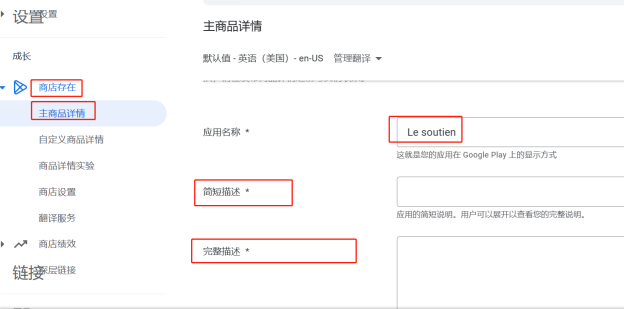 设置
设置
成长
商店存在
主商品详情
自定义商品详情
商品详情实验
商店设置
翻译服务
商店绩效
深层链接
链接
主商品详情
默认值 - 英语（美国）- en-US 管理翻译
应用名称 *
Le soutien
这就是您的应用在 Google Play 上的显示方式
简短描述 *
应用的简短说明。用户可以展开以查看您的完整说明。
完整描述 *